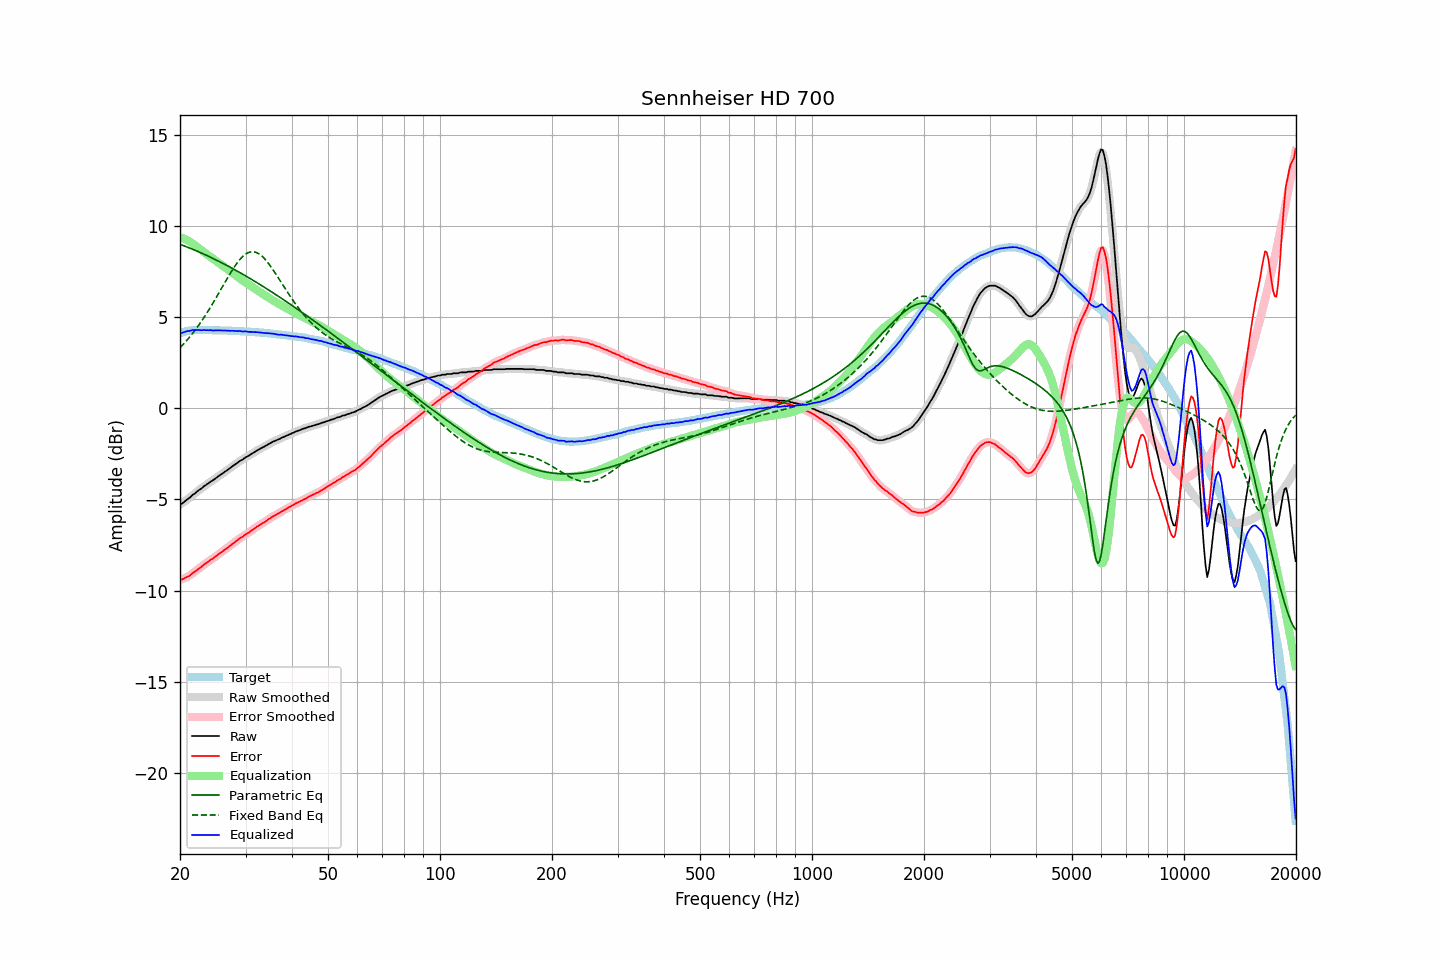 Sennheiser HD 700
Amplitude (dBr)
15
10
5
0
−5
−10
−15
−20
Target
Raw Smoothed
Error Smoothed
Raw
Error
Equalization
Parametric Eq
Fixed Band Eq
Equalized
20 50 100 200 500 1000 2000 5000 10000 20000
Frequency (Hz)